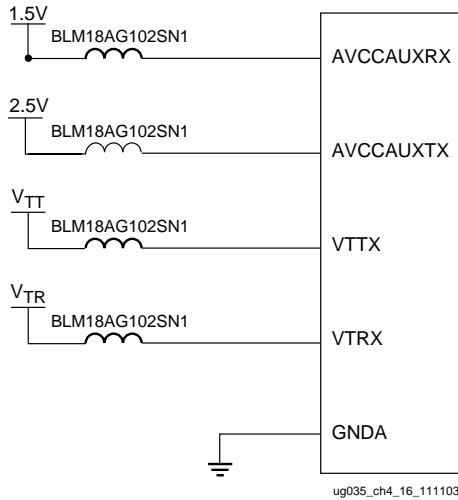 1.5V
BLM18AG102SN1
AVCCAUXRX
2.5V
BLM18AG102SN1
AVCCAUXTX
VTT
BLM18AG102SN1
VTTX
VTR
BLM18AG102SN1
VTRX
GNDA
ug035_ch4_16_111103